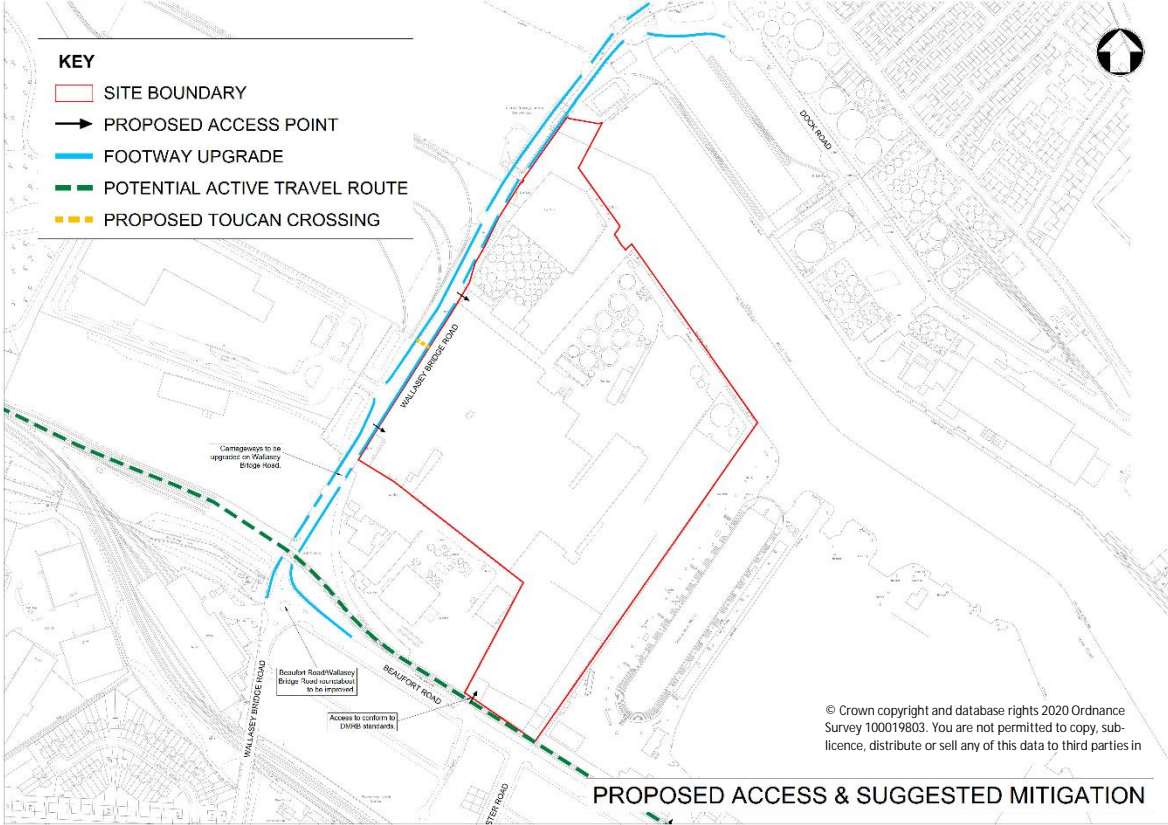 KEY
SITE BOUNDARY
PROPOSED ACCESS POINT
FOOTWAY UPGRADE
POTENTIAL ACTIVE TRAVEL ROUTE
PROPOSED TOUCAN CROSSING
DOCK ROAD
WALLASEY BRIDGE ROAD
Carriageways to be
upgraded on Wallasey
Bridge Road.
Beaufort Road/Wallasey
Bridge Road roundabout
to be improved
BEAUFORT ROAD
WALLASEY BRIDGE ROAD
Access to conform to
DMRB standards.
STER ROAD
© Crown copyright and database rights 2020 Ordnance
Survey 100019803. You are not permitted to copy, sub-
licence, distribute or sell any of this data to third parties in
PROPOSED ACCESS & SUGGESTED MITIGATION